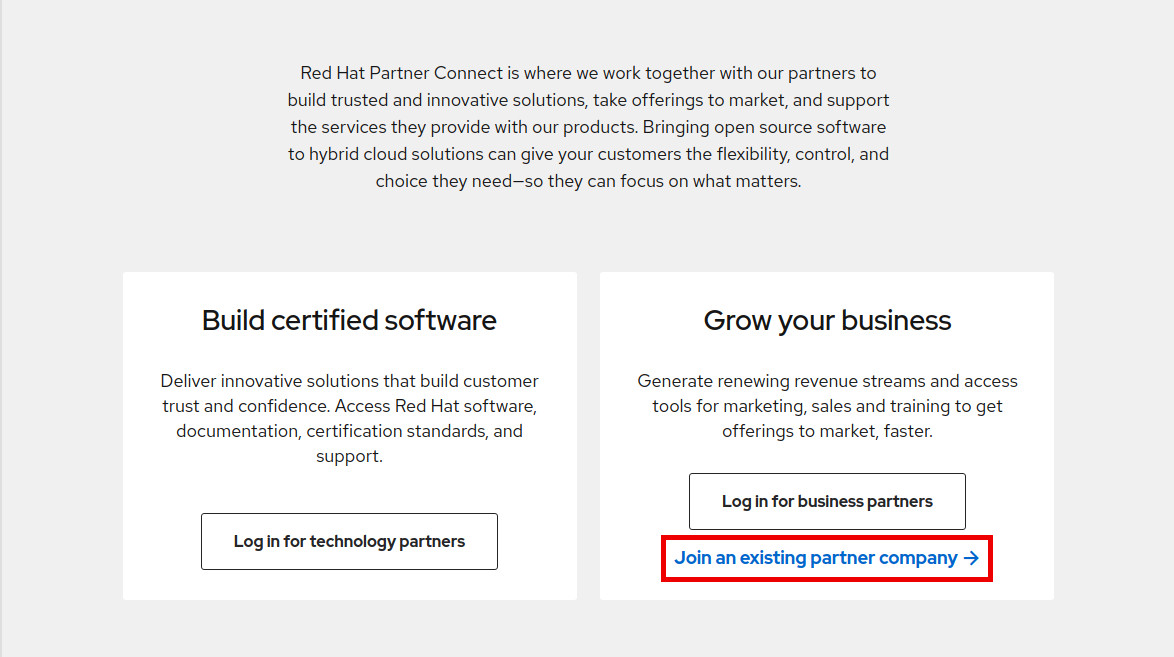 Red Hat Partner Connect is where we work together with our partners to
build trusted and innovative solutions, take offerings to market, and support
the services they provide with our products. Bringing open source software
to hybrid cloud solutions can give your customers the flexibility, control, and
choice they need—so they can focus on what matters.
Build certified software
Deliver innovative solutions that build customer
trust and confidence. Access Red Hat software,
documentation, certification standards, and
support.
Log in for technology partners
Grow your business
Generate renewing revenue streams and access
tools for marketing, sales and training to get
offerings to market, faster.
Log in for business partners
Join an existing partner company →